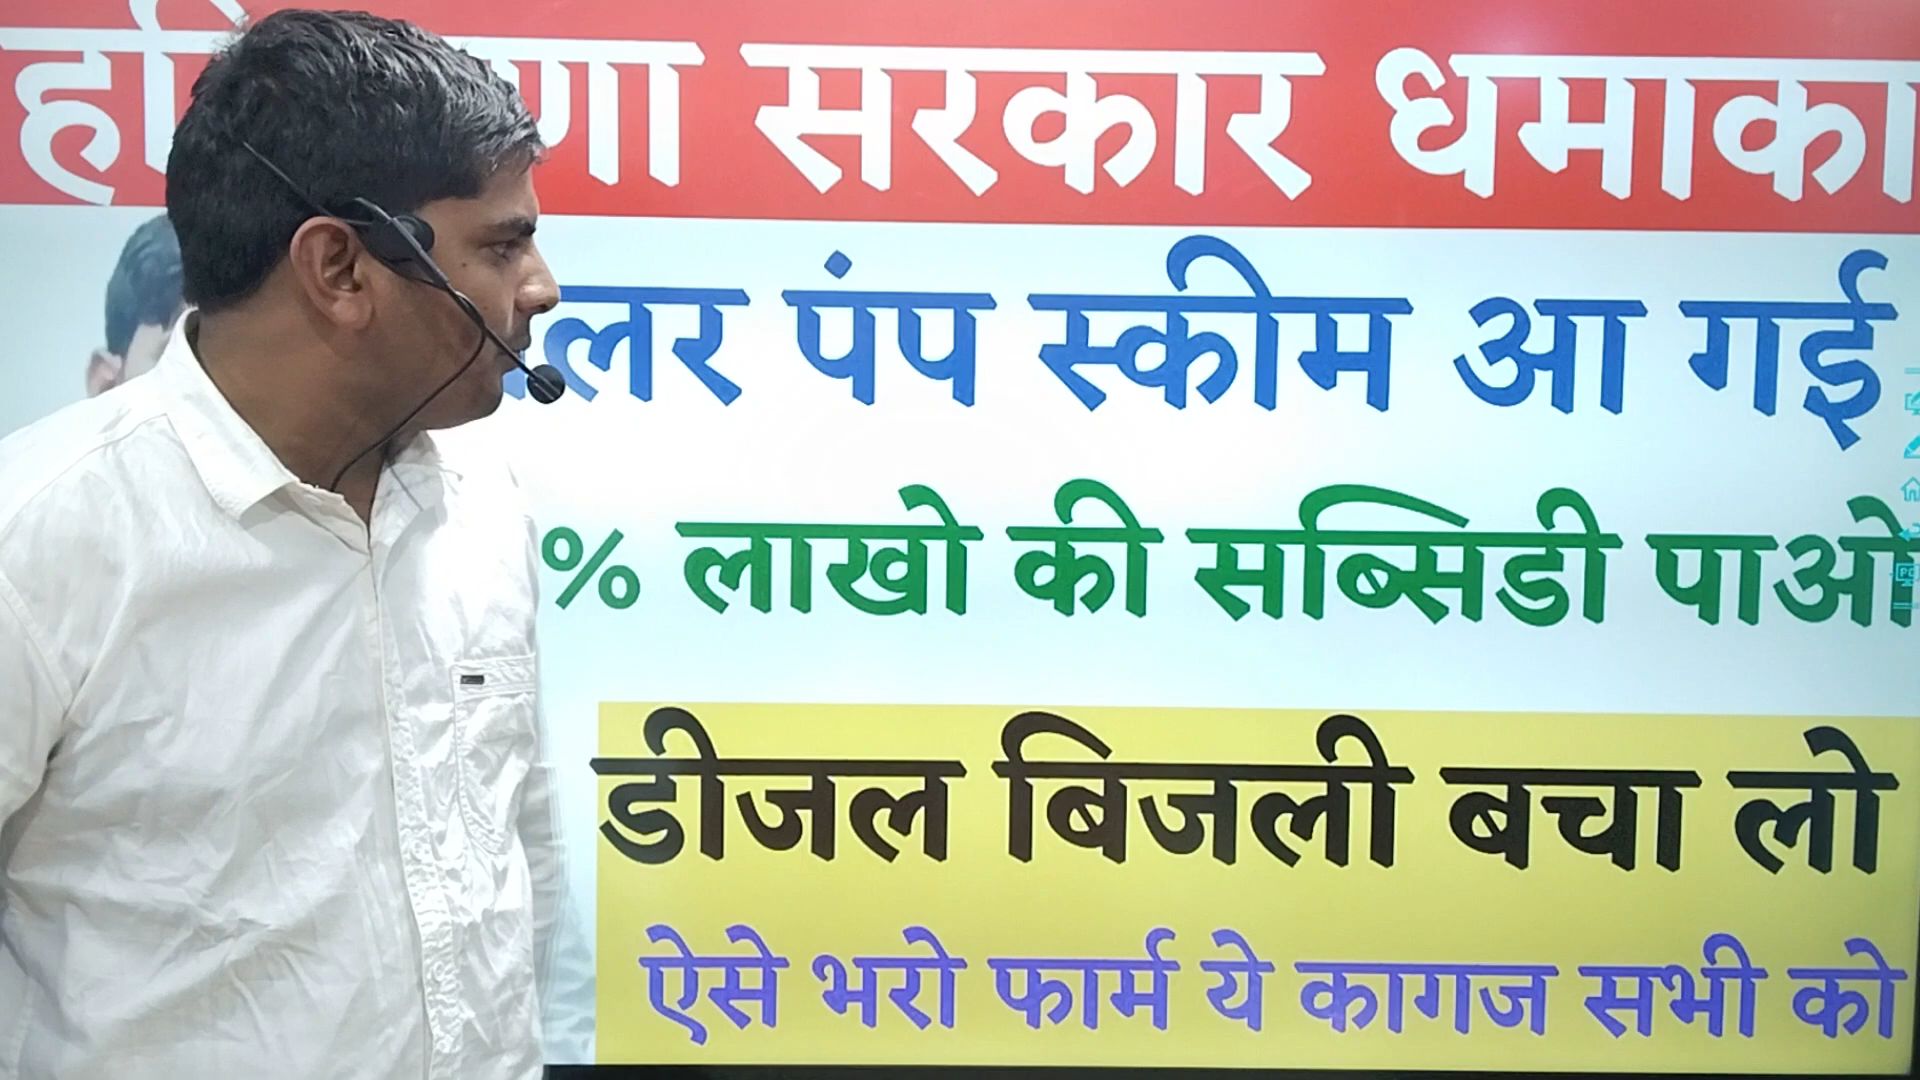 सरकार धमाका
पंप स्कीम आ गई
% लाखो की सब्सिडी पाओ
डीजल बिजली बचा लो
ऐसे भरो फार्म ये कागज सभी को